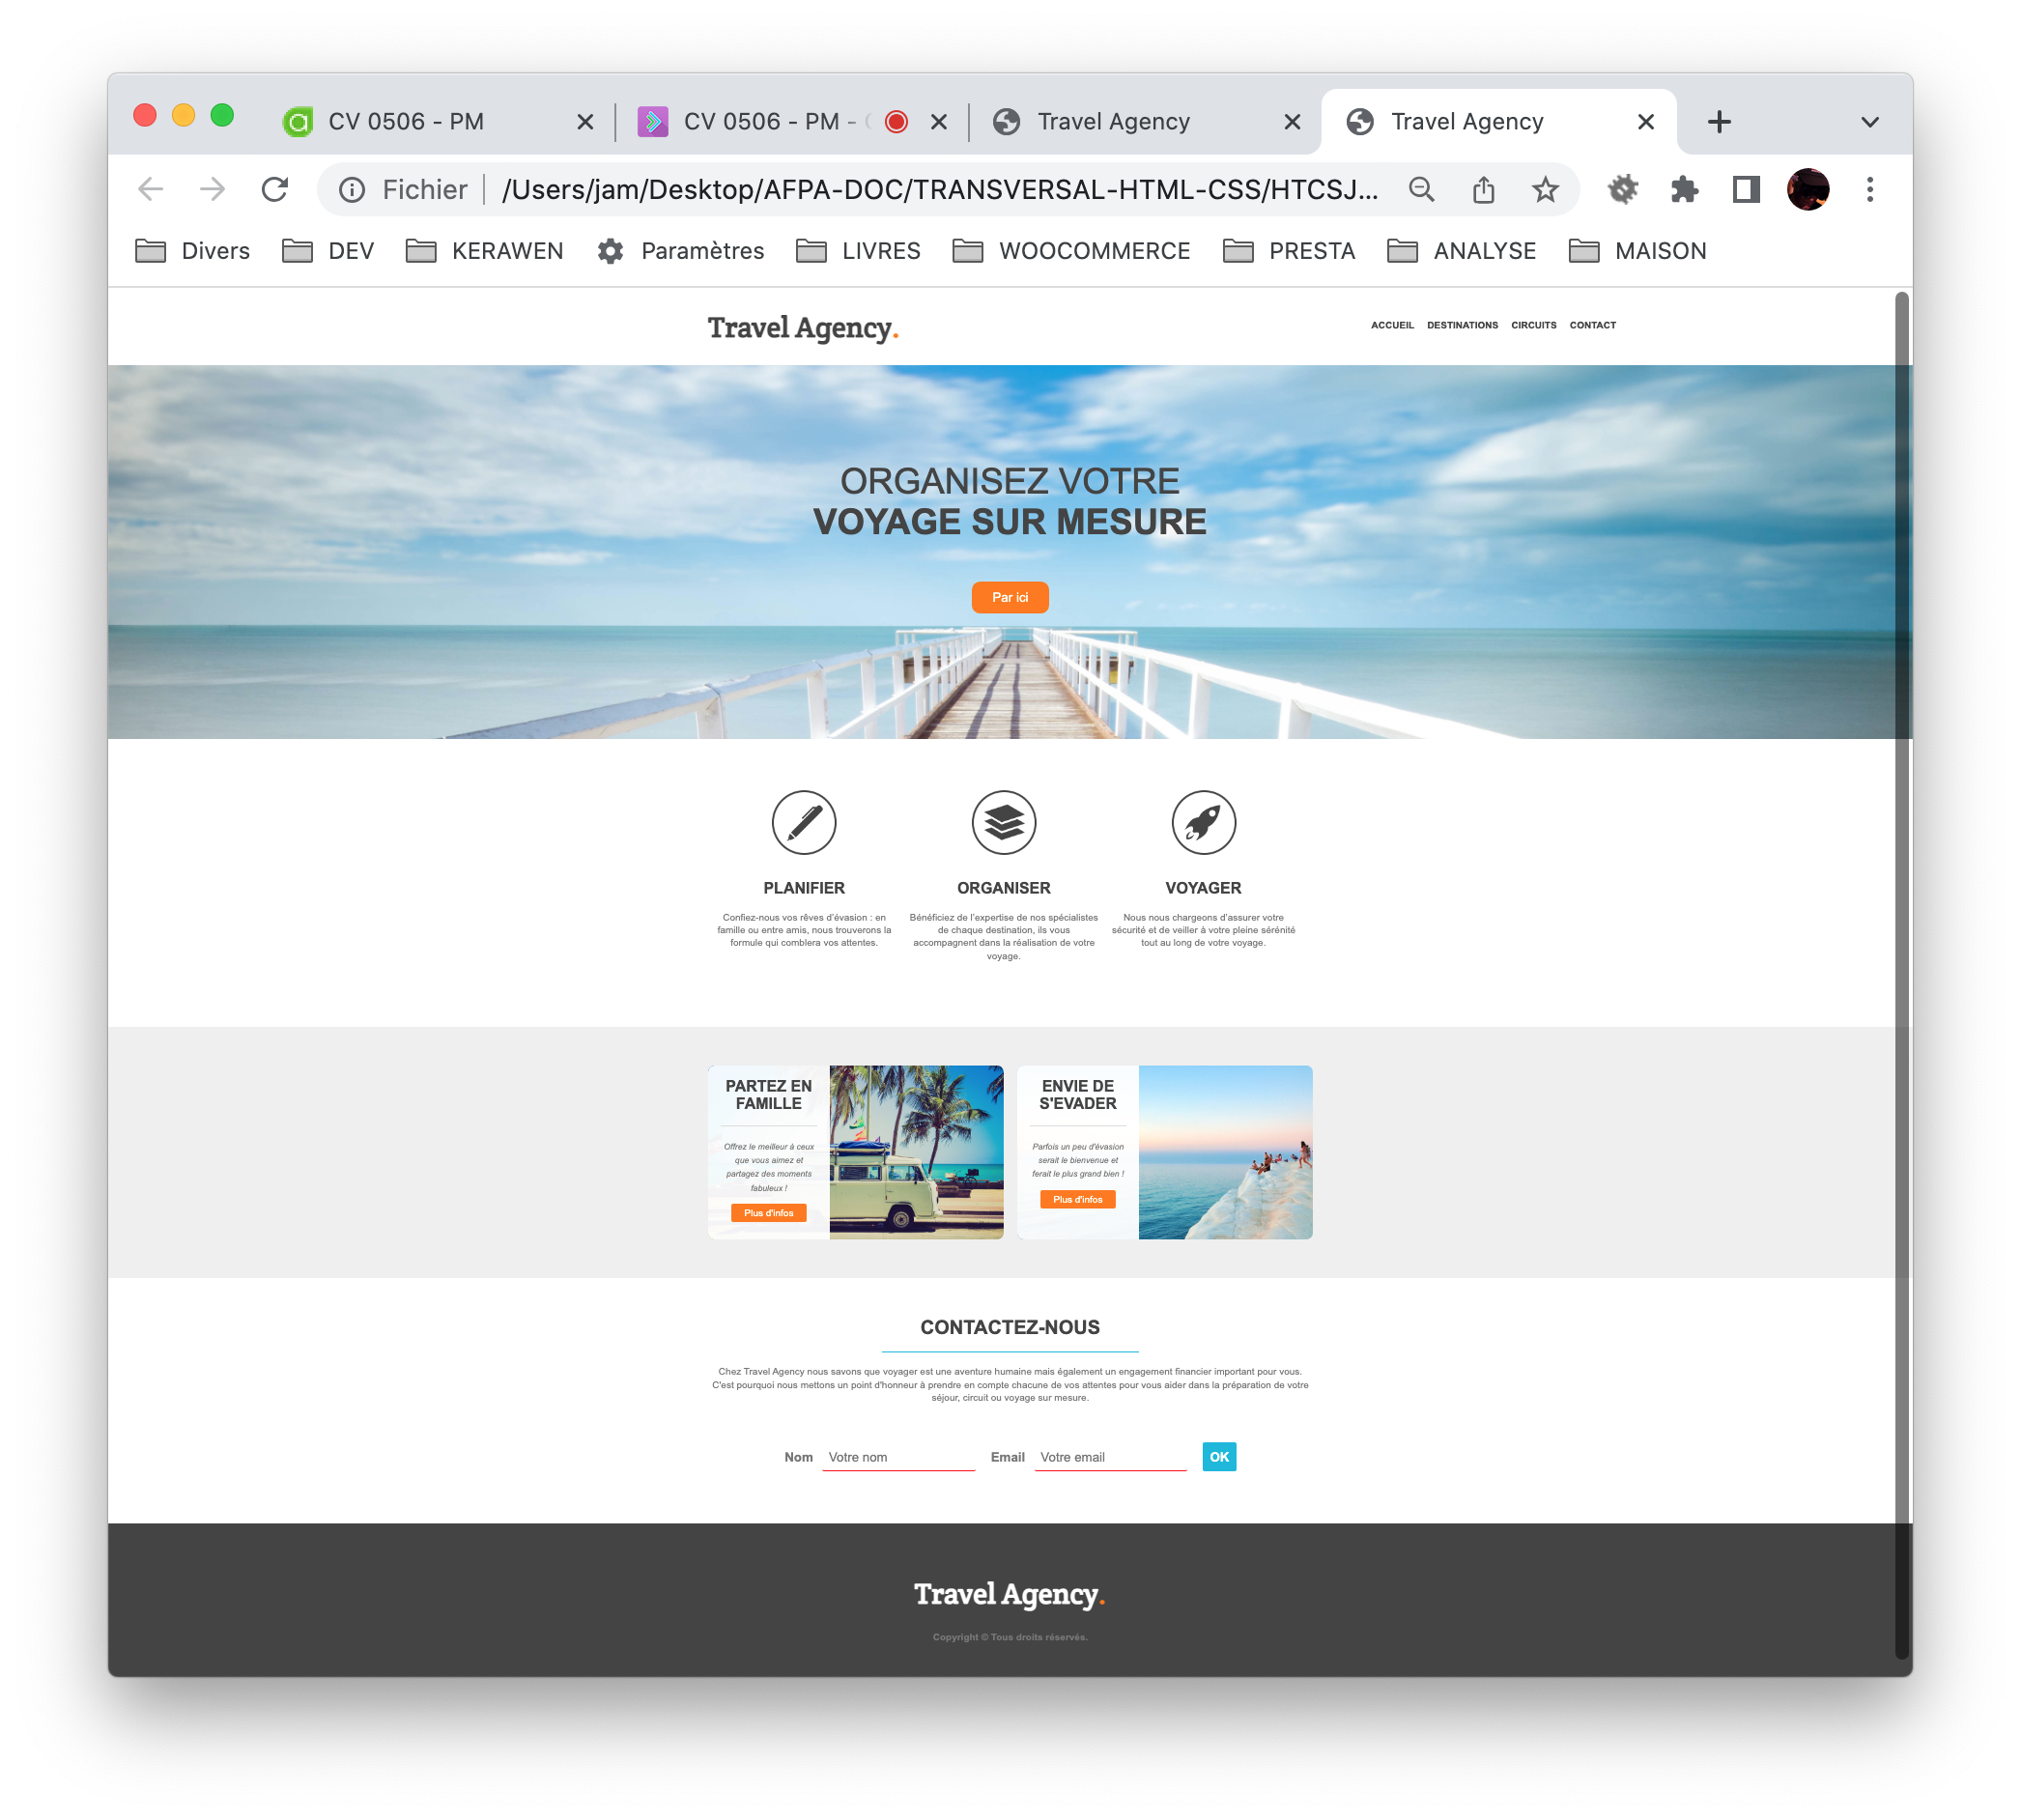 CV 0506 - PM
CV 0506 - PM -
Travel Agency
Travel Agency
Fichier
/Users/jam/Desktop/AFPA-DOC/TRANSVERSAL-HTML-CSS/HTCSJ...
Divers
DEV
KERAWEN
Paramètres
LIVRES
WOOCOMMERCE
PRESTA
ANALYSE
MAISON
Travel Agency.
ACCUEIL DESTINATIONS CIRCUITS CONTACT
ORGANISEZ VOTRE
VOYAGE SUR MESURE
Par ici
PLANIFIER
Confiez-nous vos rêves d'évasion : en
famille ou entre amis, nous trouverons la
formule qui comblera vos attentes.
ORGANISER
Bénéficiez de l'expertise de nos spécialistes
de chaque destination, ils vous
accompagnent dans la réalisation de votre
voyage.
VOYAGER
Nous nous chargeons d'assurer votre
sécurité et de veiller à votre pleine sérénité
tout au long de votre voyage.
PARTEZ EN
FAMILLE
Offrez le meilleur à ceux
que vous aimez et
partagez des moments
fabuleux !
Plus d'infos
ENVIE DE
S'EVADER
Parfois un peu d'évasion
serait le bienvenue et
ferait le plus grand bien !
Plus d'infos
CONTACTEZ-NOUS
Chez Travel Agency nous savons que voyager est une aventure humaine mais également un engagement financier important pour vous.
C'est pourquoi nous mettons un point d'honneur à prendre en compte chacune de vos attentes pour vous aider dans la préparation de votre
séjour, circuit ou voyage sur mesure.
Nom Votre nom Email Votre email OK
Travel Agency.
Copyright © Tous droits réservés.